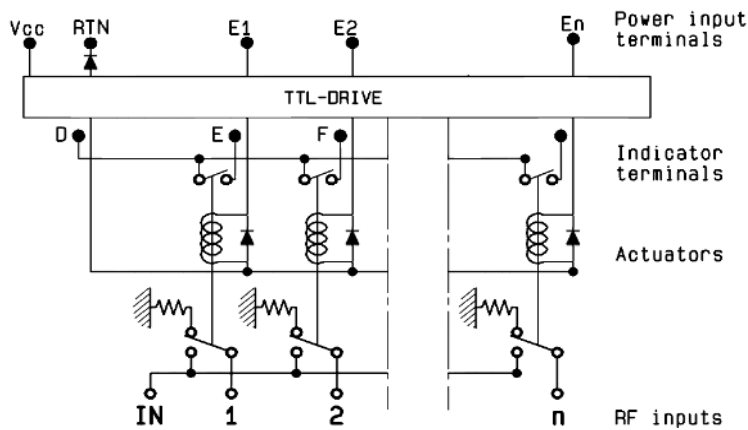 Vcc RTN E1 E2 En Power input
terminals
TTL-DRIVE
D E F Indicator
terminals
Actuators
IN 1 2 n RF inputs